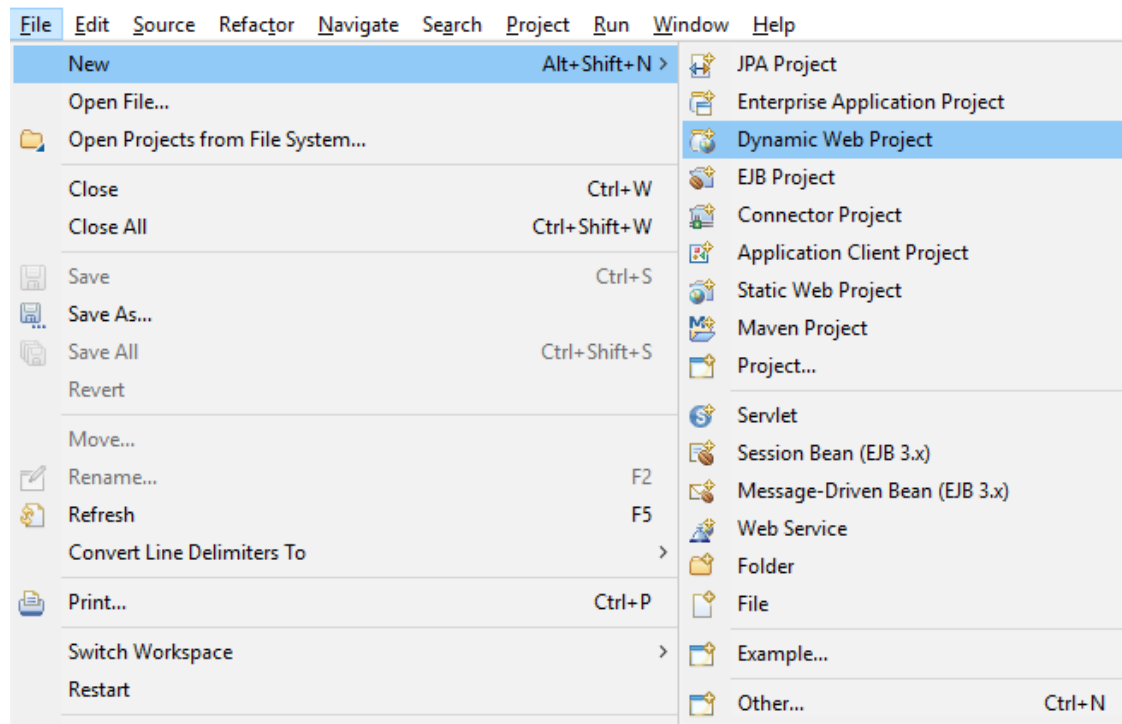 File Edit Source Refactor Navigate Search Project Run Window Help
New Alt+Shift+N >
Open File...
Open Projects from File System...
Close Ctrl+W
Close All Ctrl+Shift+W
Save Ctrl+S
Save As...
Save All Ctrl+Shift+S
Revert
Move...
Rename... F2
Refresh F5
Convert Line Delimiters To >
Print... Ctrl+P
Switch Workspace >
Restart
JPA Project
Enterprise Application Project
Dynamic Web Project
EJB Project
Connector Project
Application Client Project
Static Web Project
Maven Project
Project...
Servlet
Session Bean (EJB 3.x)
Message-Driven Bean (EJB 3.x)
Web Service
Folder
File
Example...
Other... Ctrl+N